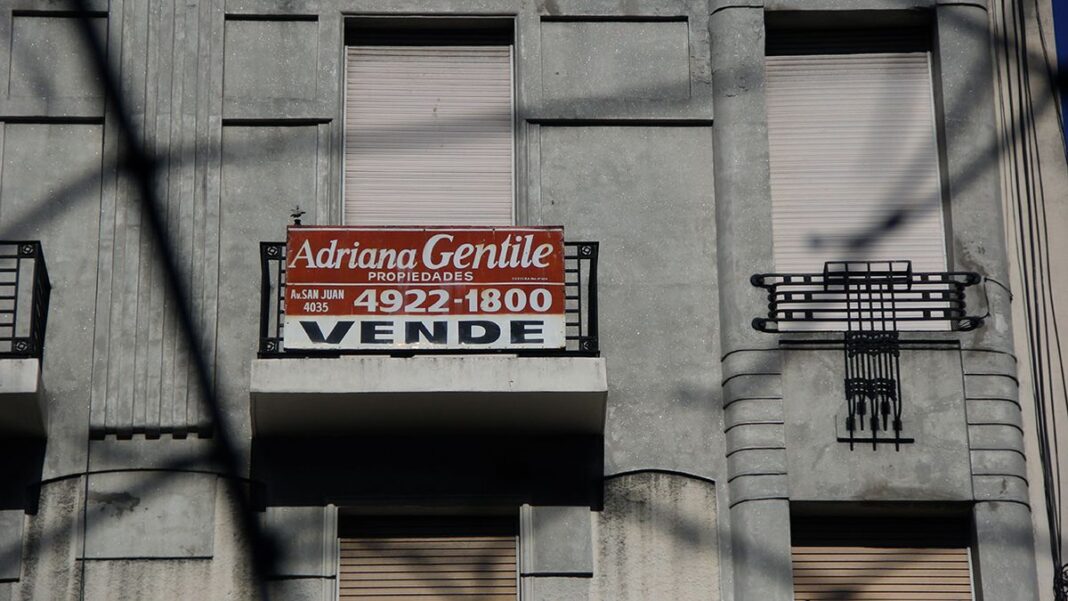 Adriana Gentile
PROPIEDADES
Av. SAN JUAN
4035
4922-1800
VENDE